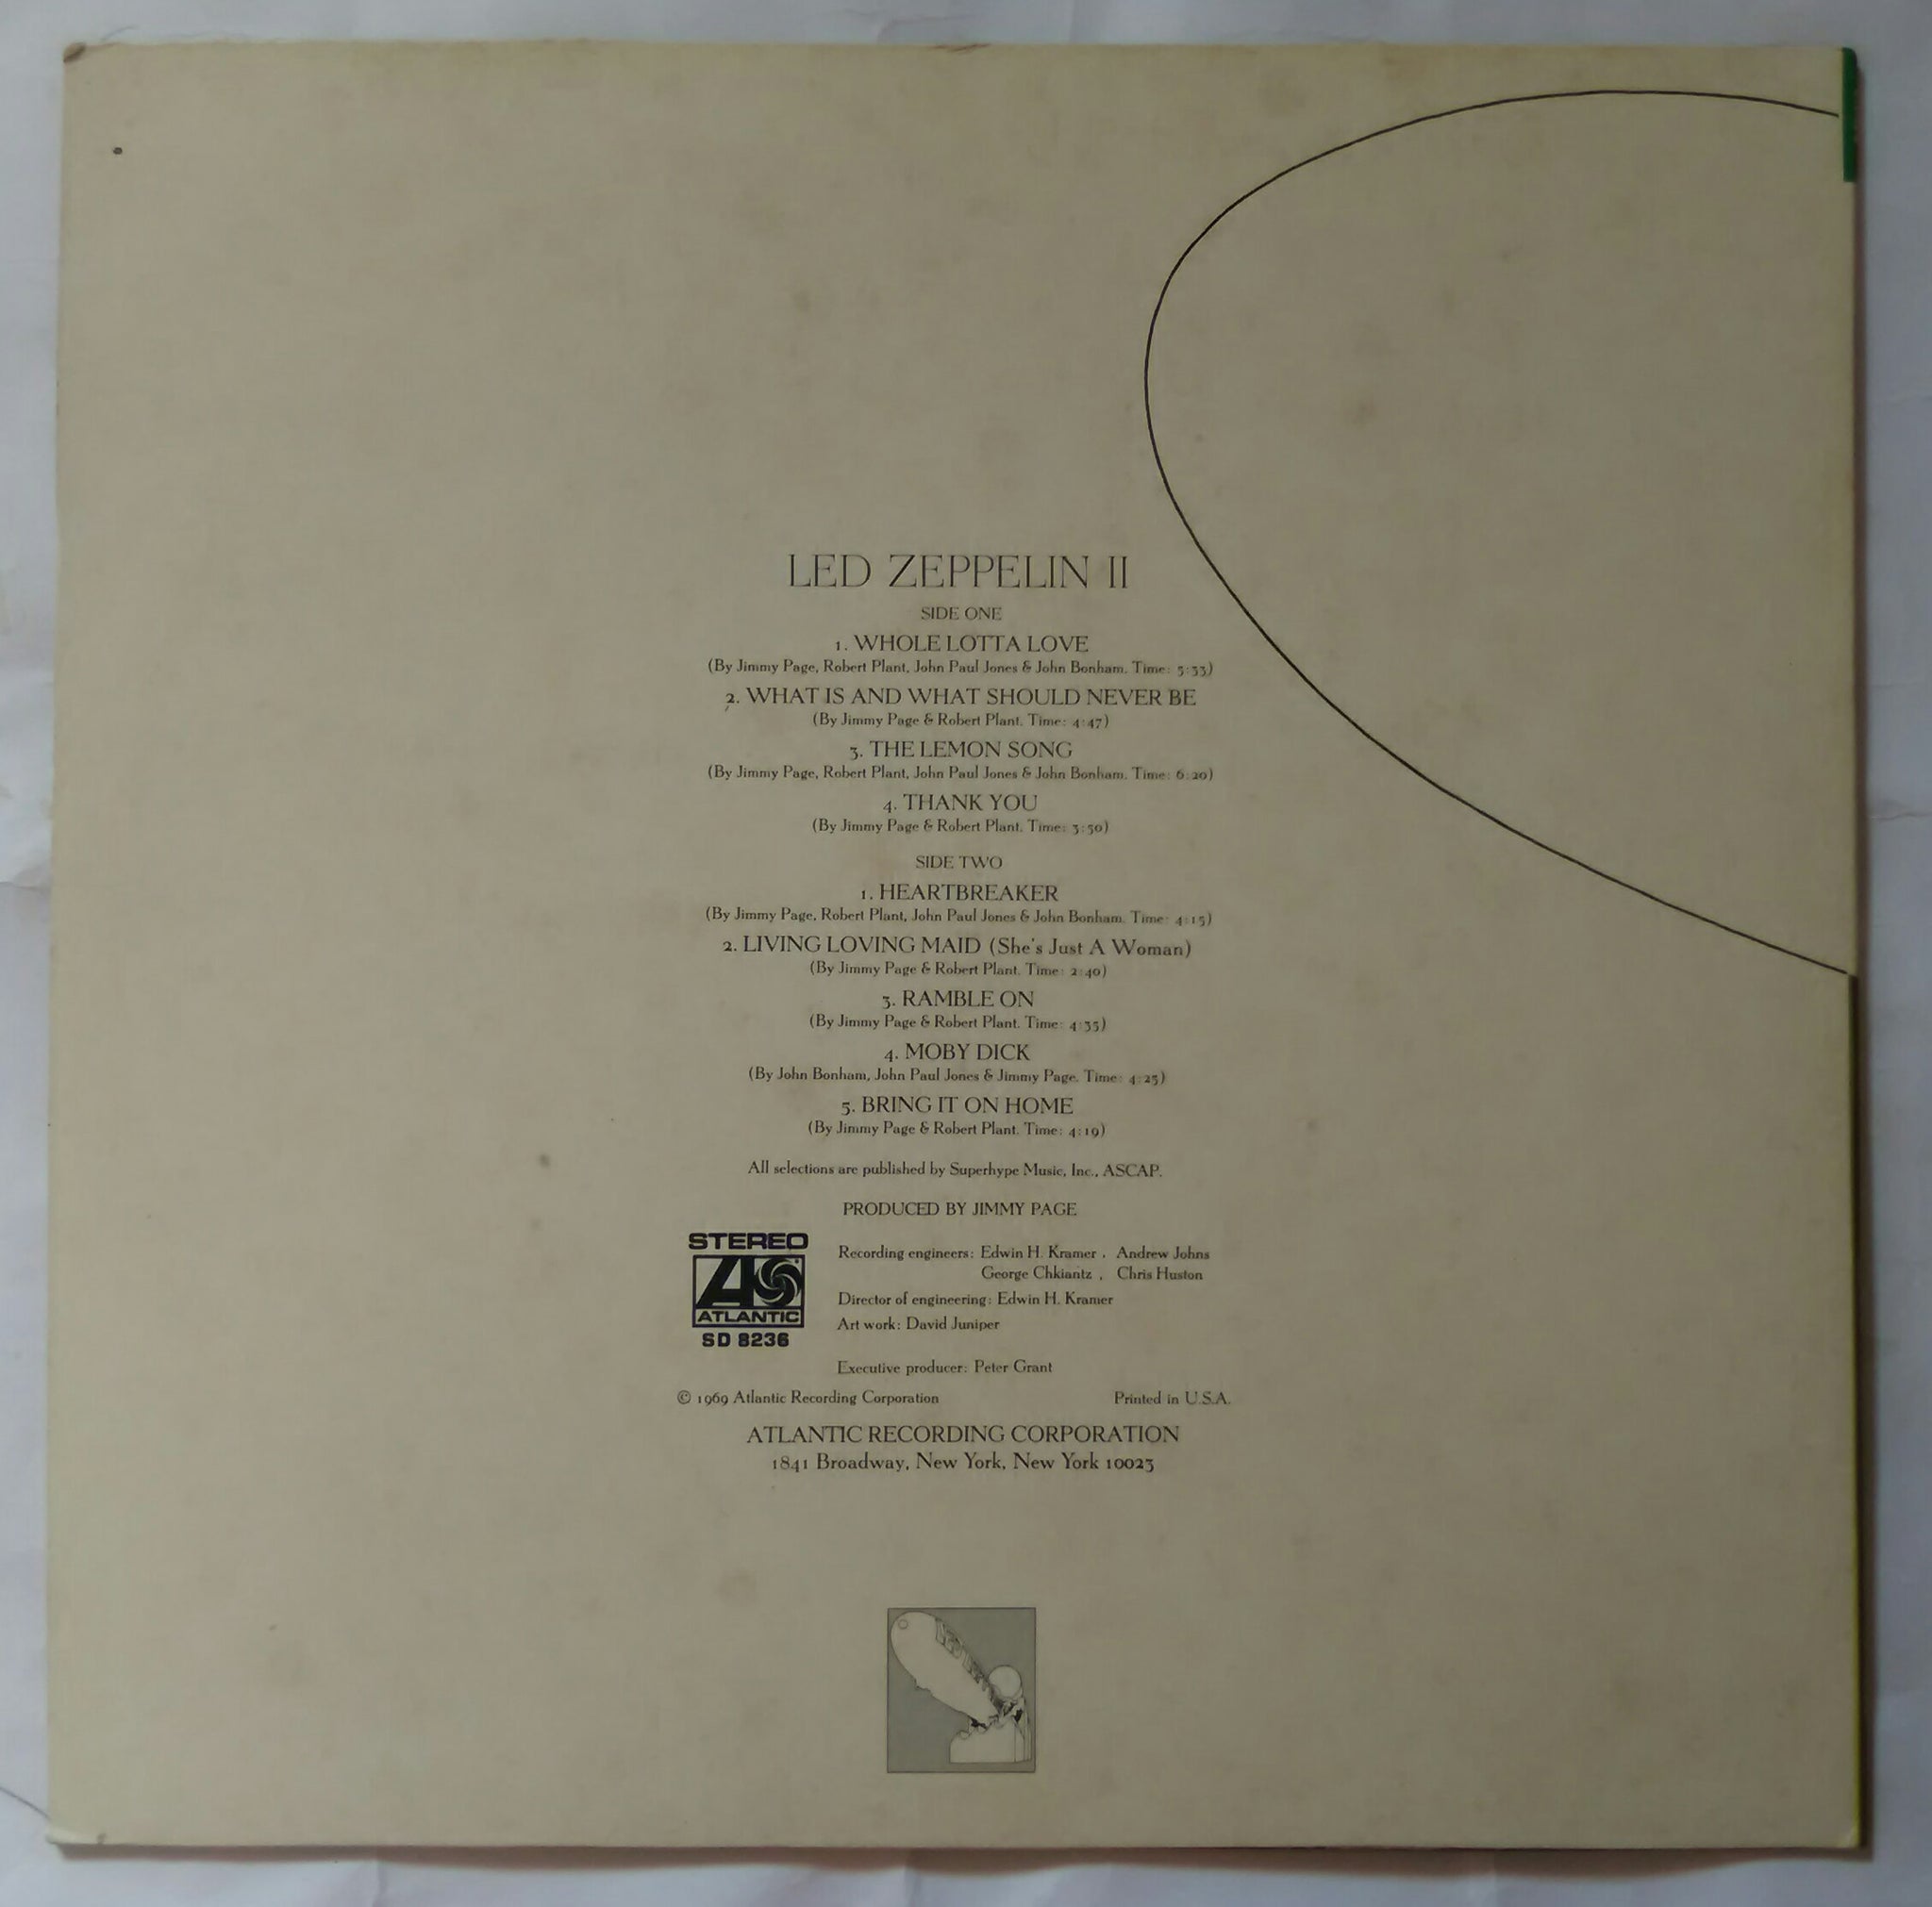 LED ZEPPELIN II
SIDE ONE
1. WHOLE LOTTA LOVE
(By Jimmy Page, Robert Plant, John Paul Jones & John Bonham. Time: 5:33)
2. WHAT IS AND WHAT SHOULD NEVER BE
(By Jimmy Page & Robert Plant. Time: 4:47)
3. THE LEMON SONG
(By Jimmy Page, Robert Plant, John Paul Jones & John Bonham. Time: 6:20)
4. THANK YOU
(By Jimmy Page & Robert Plant. Time: 3:50)
SIDE TWO
1. HEARTBREAKER
(By Jimmy Page, Robert Plant, John Paul Jones & John Bonham. Time: 4:15)
2. LIVING LOVING MAID (She's Just A Woman)
(By Jimmy Page & Robert Plant. Time: 2:40)
3. RAMBLE ON
(By Jimmy Page & Robert Plant. Time: 4:35)
4. MOBY DICK
(By John Bonham, John Paul Jones & Jimmy Page. Time: 4:25)
5. BRING IT ON HOME
(By Jimmy Page & Robert Plant. Time: 4:19)
All selections are published by Superhype Music, Inc., ASCAP.
PRODUCED BY JIMMY PAGE
STEREO
ATLANTIC
SD 8236
Recording engineers: Edwin H. Kramer , Andrew Johns
George Chkiantz , Chris Huston
Director of engineering: Edwin H. Kramer
Art work: David Juniper
Executive producer: Peter Grant
© 1969 Atlantic Recording Corporation Printed in U.S.A.
ATLANTIC RECORDING CORPORATION
1841 Broadway, New York, New York 10023